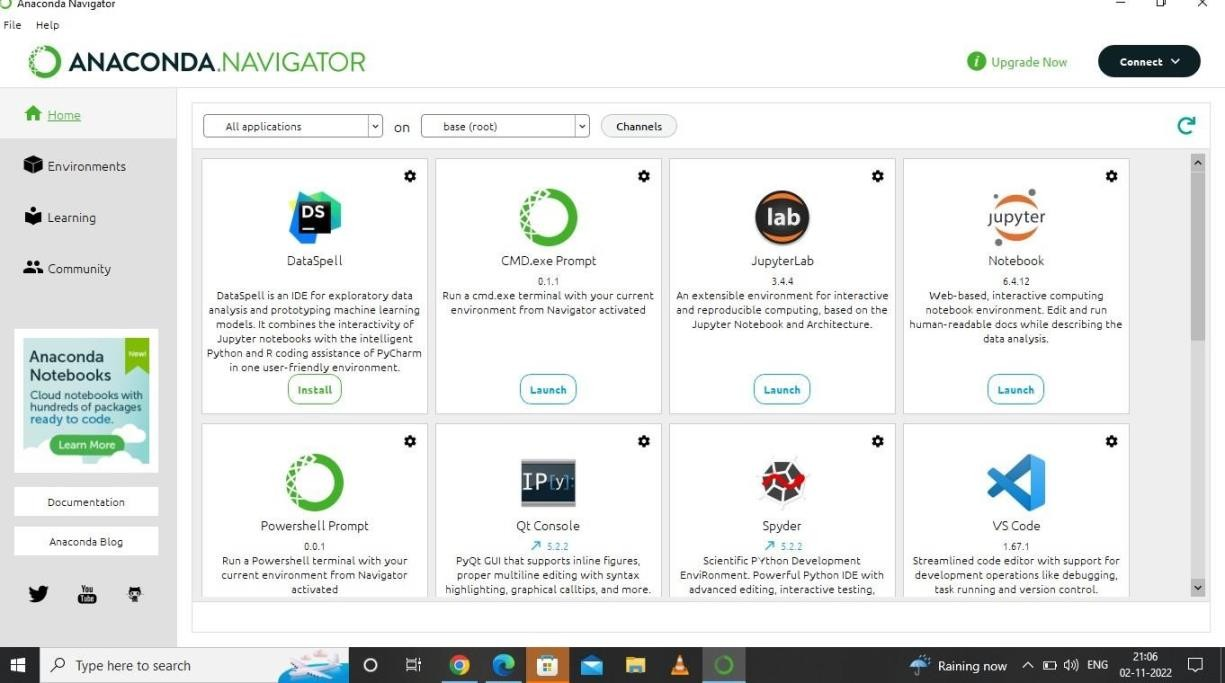 Anaconda Navigator
File Help
ANACONDA.NAVIGATOR
Upgrade Now
Connect
Home
Environments
Learning
Community
Anaconda
Notebooks
New!
Cloud notebooks with
hundreds of packages
ready to code.
Learn More
Documentation
Anaconda Blog
You
Tube
All applications on base (root) Channels
DS
DataSpell
DataSpell is an IDE for exploratory data
analysis and prototyping machine learning
models. It combines the interactivity of
Jupyter notebooks with the intelligent
Python and R coding assistance of PyCharm
in one user-friendly environment.
Install
CMD.exe Prompt
0.1.1
Run a cmd.exe terminal with your current
environment from Navigator activated
Launch
lab
JupyterLab
3.4.4
An extensible environment for interactive
and reproducible computing, based on the
Jupyter Notebook and Architecture.
Launch
jupyter
Notebook
6.4.12
Web-based, interactive computing
notebook environment. Edit and run
human-readable docs while describing the
data analysis.
Launch
Powershell Prompt
0.0.1
Run a Powershell terminal with your
current environment from Navigator
activated
IP[y]:
Qt Console
5.2.2
PyQt GUI that supports inline figures,
proper multiline editing with syntax
highlighting, graphical calltips, and more.
Spyder
5.2.2
Scientific PYthon Development
EnviRonment. Powerful Python IDE with
advanced editing, interactive testing,
VS Code
1.67.1
Streamlined code editor with support for
development operations like debugging,
task running and version control.
Type here to search
Raining now
ENG
21:06
02-11-2022